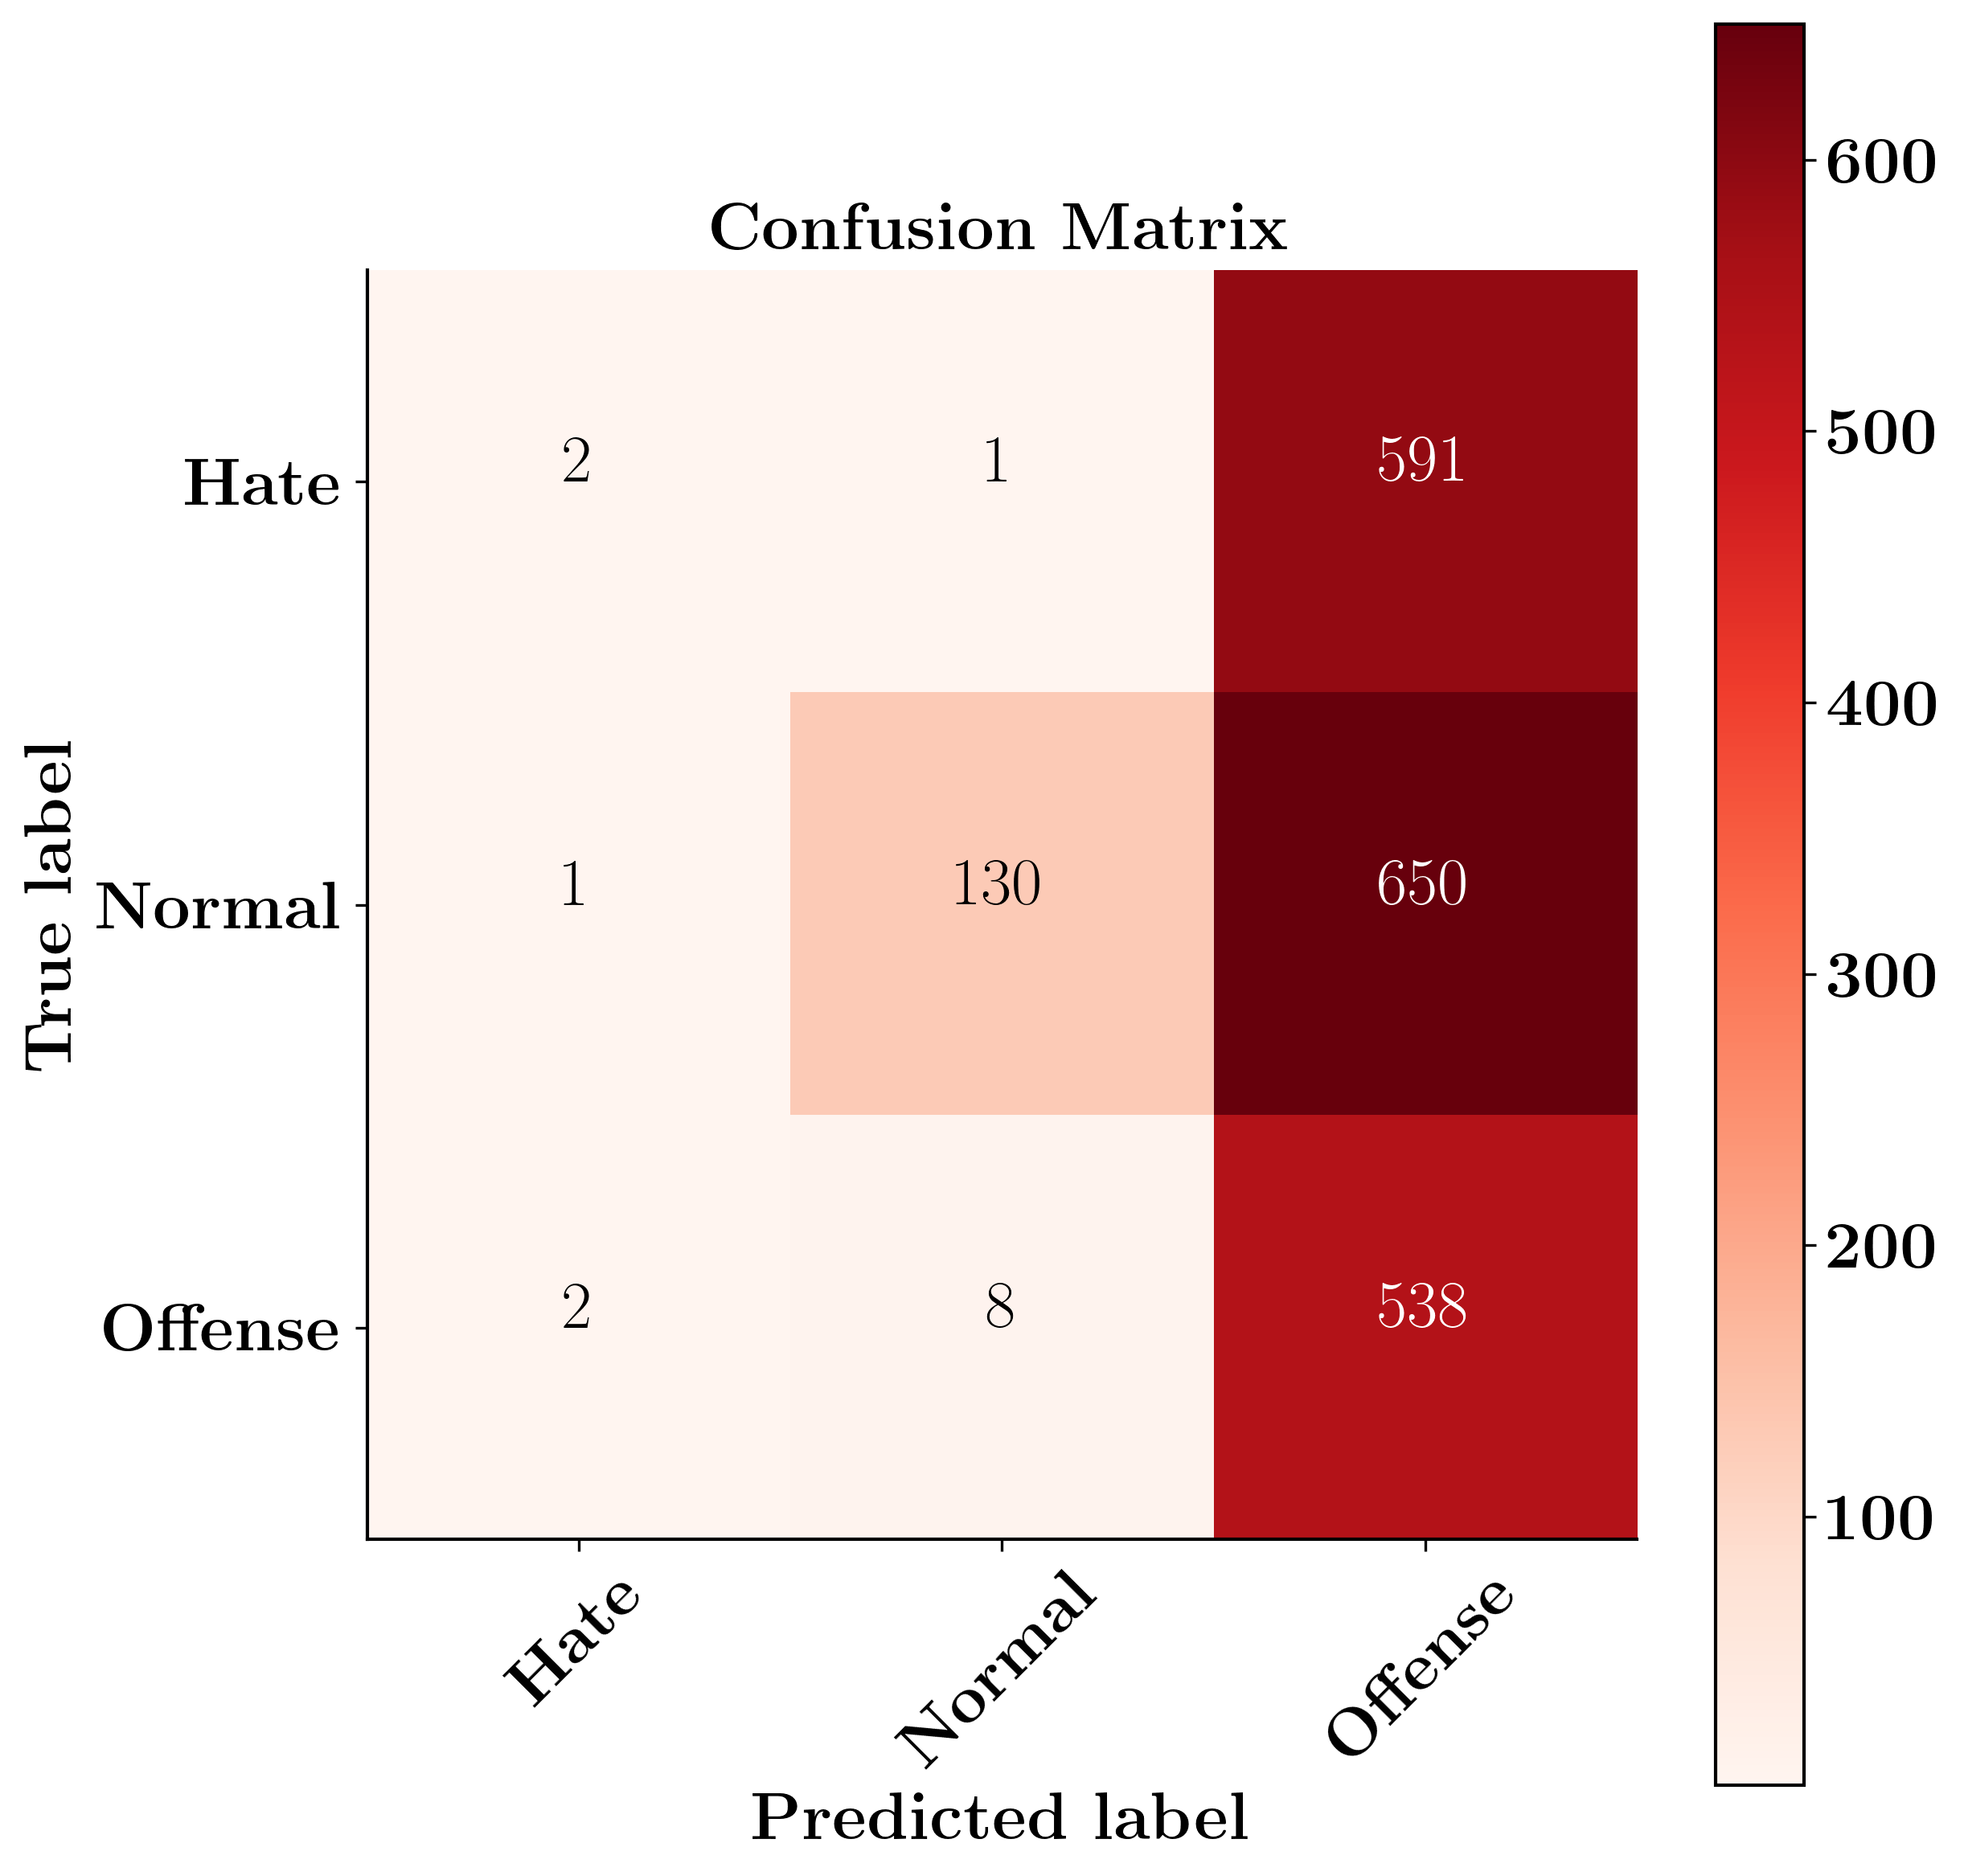 Confusion Matrix
True label
Hate 2 1 591
Normal 1 130 650
Offense 2 8 538
Hate Normal Offense
Predicted label
600
500
400
300
200
100